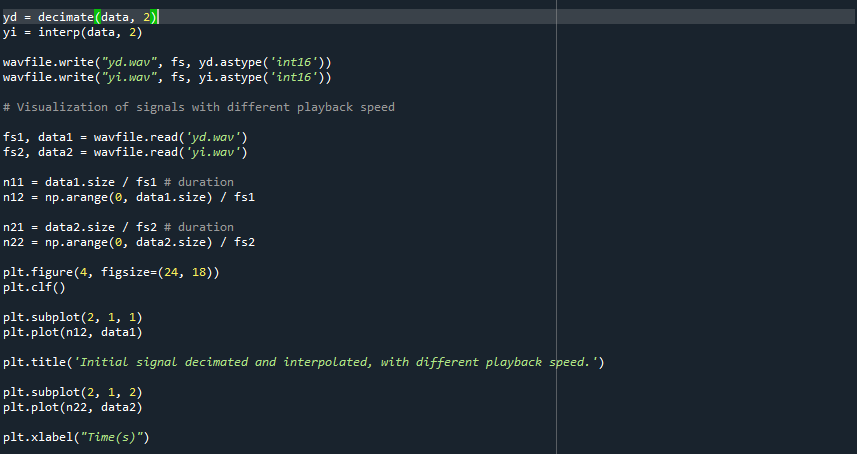 yd = decimate(data, 2)
yi = interp(data, 2)
wavfile.write("yd.wav", fs, yd.astype('int16'))
wavfile.write("yi.wav", fs, yi.astype('int16'))
# Visualization of signals with different playback speed
fs1, data1 = wavfile.read('yd.wav')
fs2, data2 = wavfile.read('yi.wav')
n11 = data1.size / fs1 # duration
n12 = np.arange(0, data1.size) / fs1
n21 = data2.size / fs2 # duration
n22 = np.arange(0, data2.size) / fs2
plt.figure(4, figsize=(24, 18))
plt.clf()
plt.subplot(2, 1, 1)
plt.plot(n12, data1)
plt.title('Initial signal decimated and interpolated, with different playback speed.')
plt.subplot(2, 1, 2)
plt.plot(n22, data2)
plt.xlabel("Time(s)")